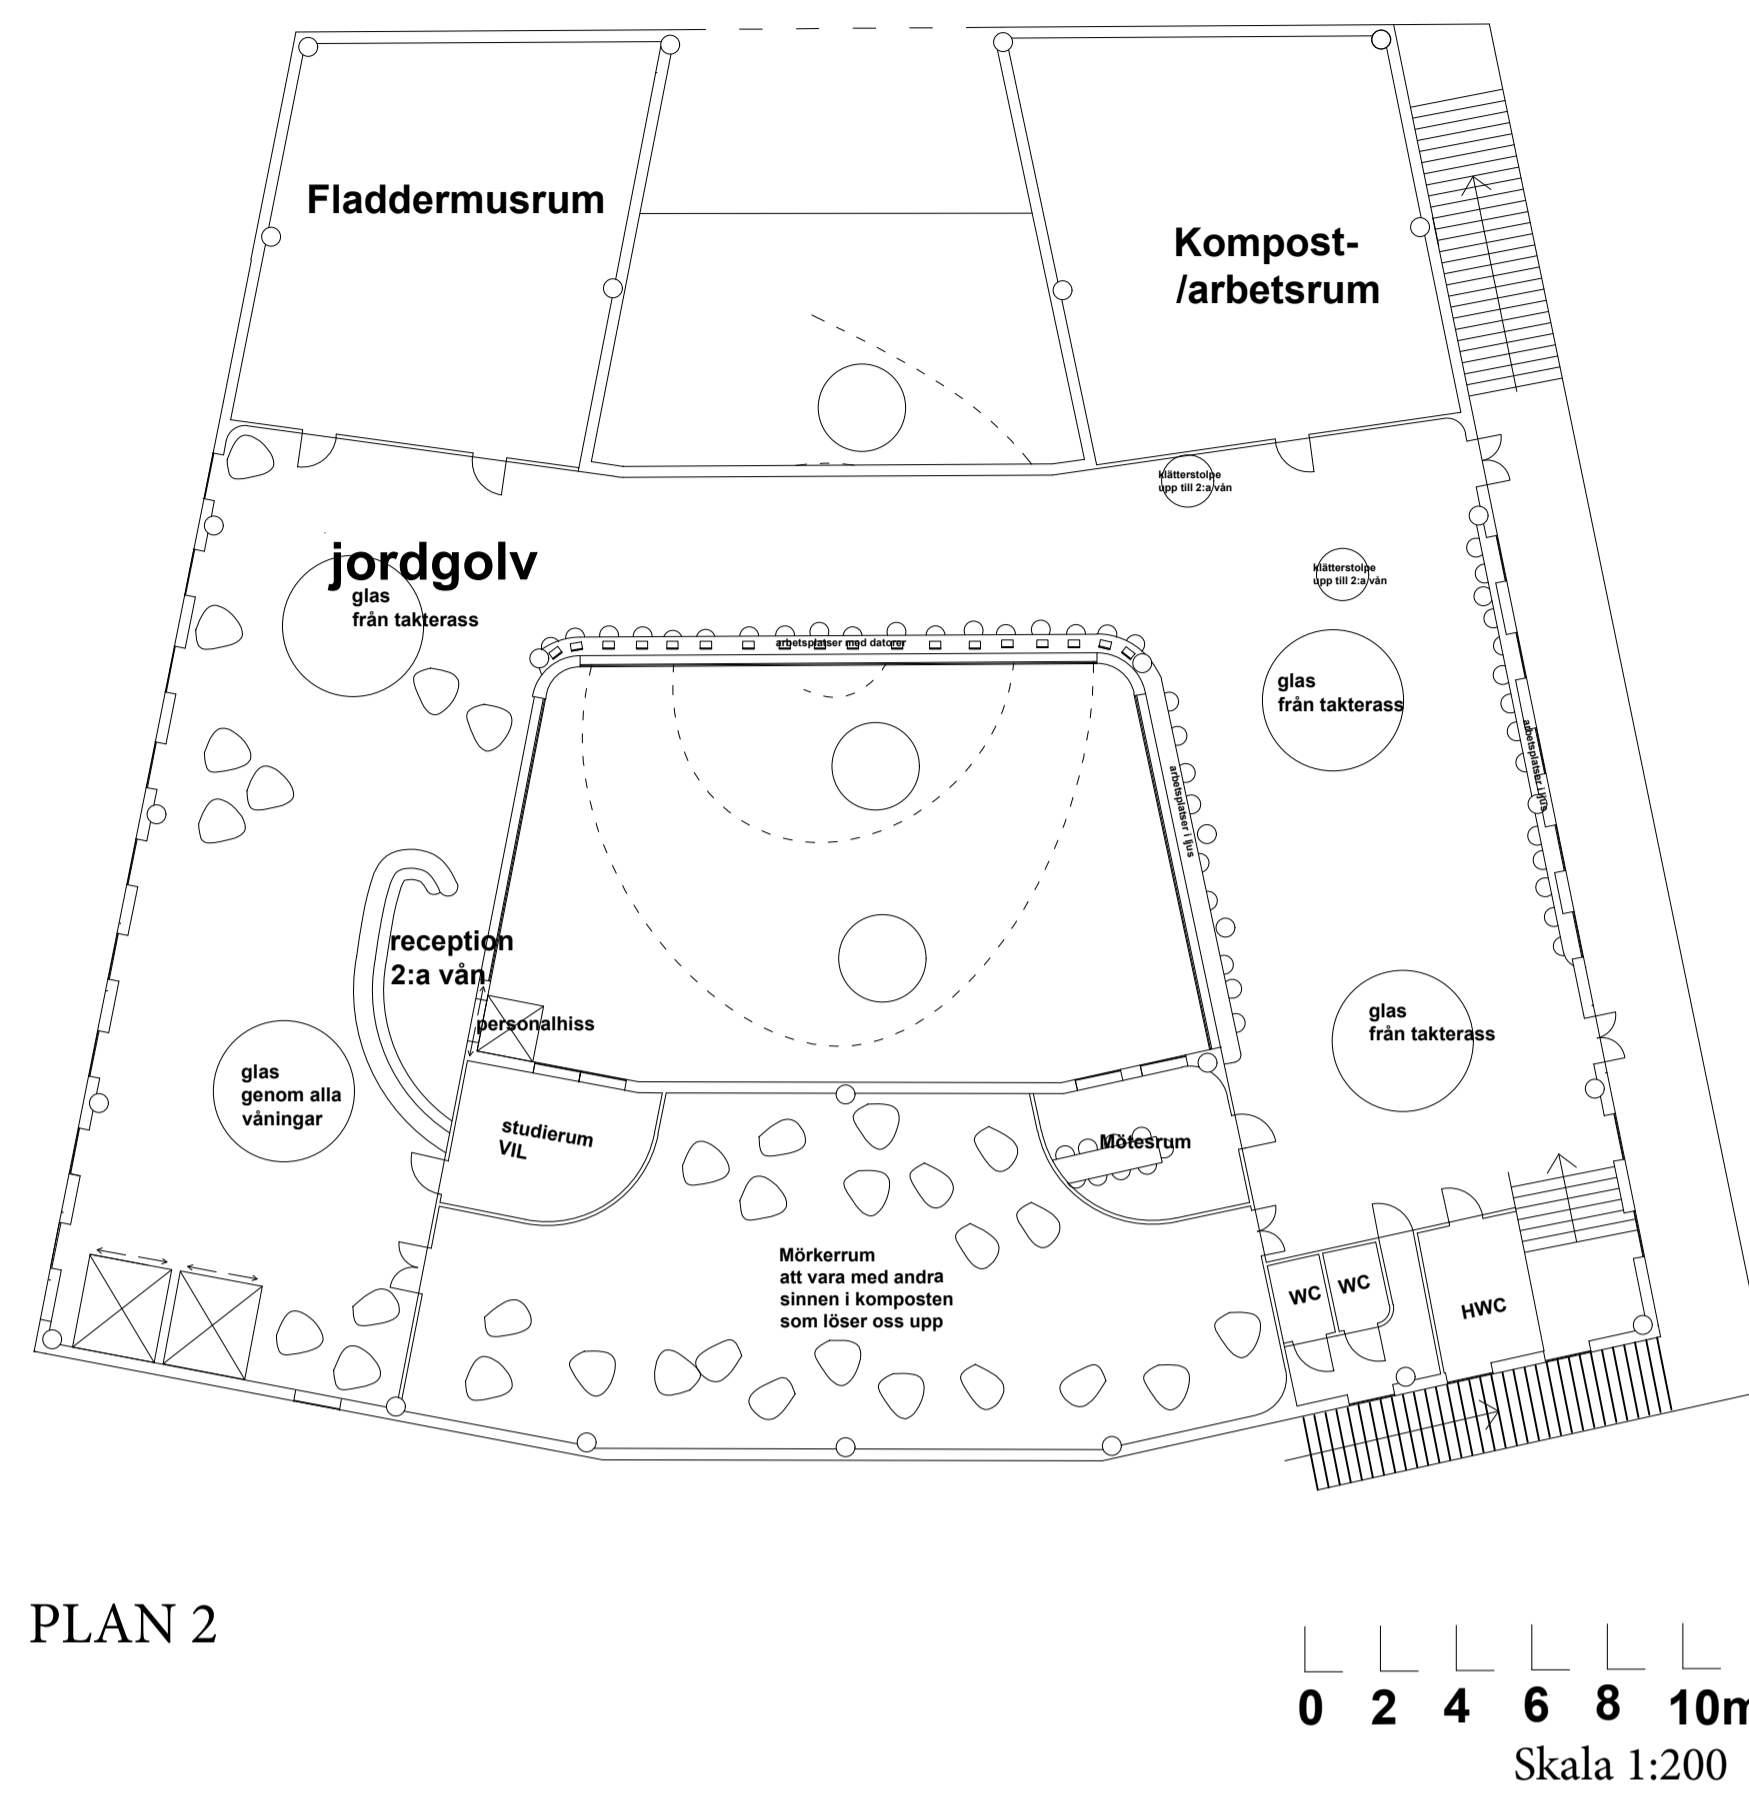 Fladdermusrum
Kompost-
/arbetsrum
klätterstolpe
upp till 2:a vån
jordgolv
glas
från takterass
klätterstolpe
upp till 2:a vån
arbetsplatser med datorer
glas
från takterass
arbetsplatser i ljus
arbetsplatser i ljus
reception
2:a vån
personalhiss
glas
från takterass
glas
genom alla
våningar
studierum
VIL
Mötesrum
Mörkerrum
att vara med andra
sinnen i komposten
som löser oss upp
WC
WC
HWC
PLAN 2
0 2 4 6 8 10m
Skala 1:200